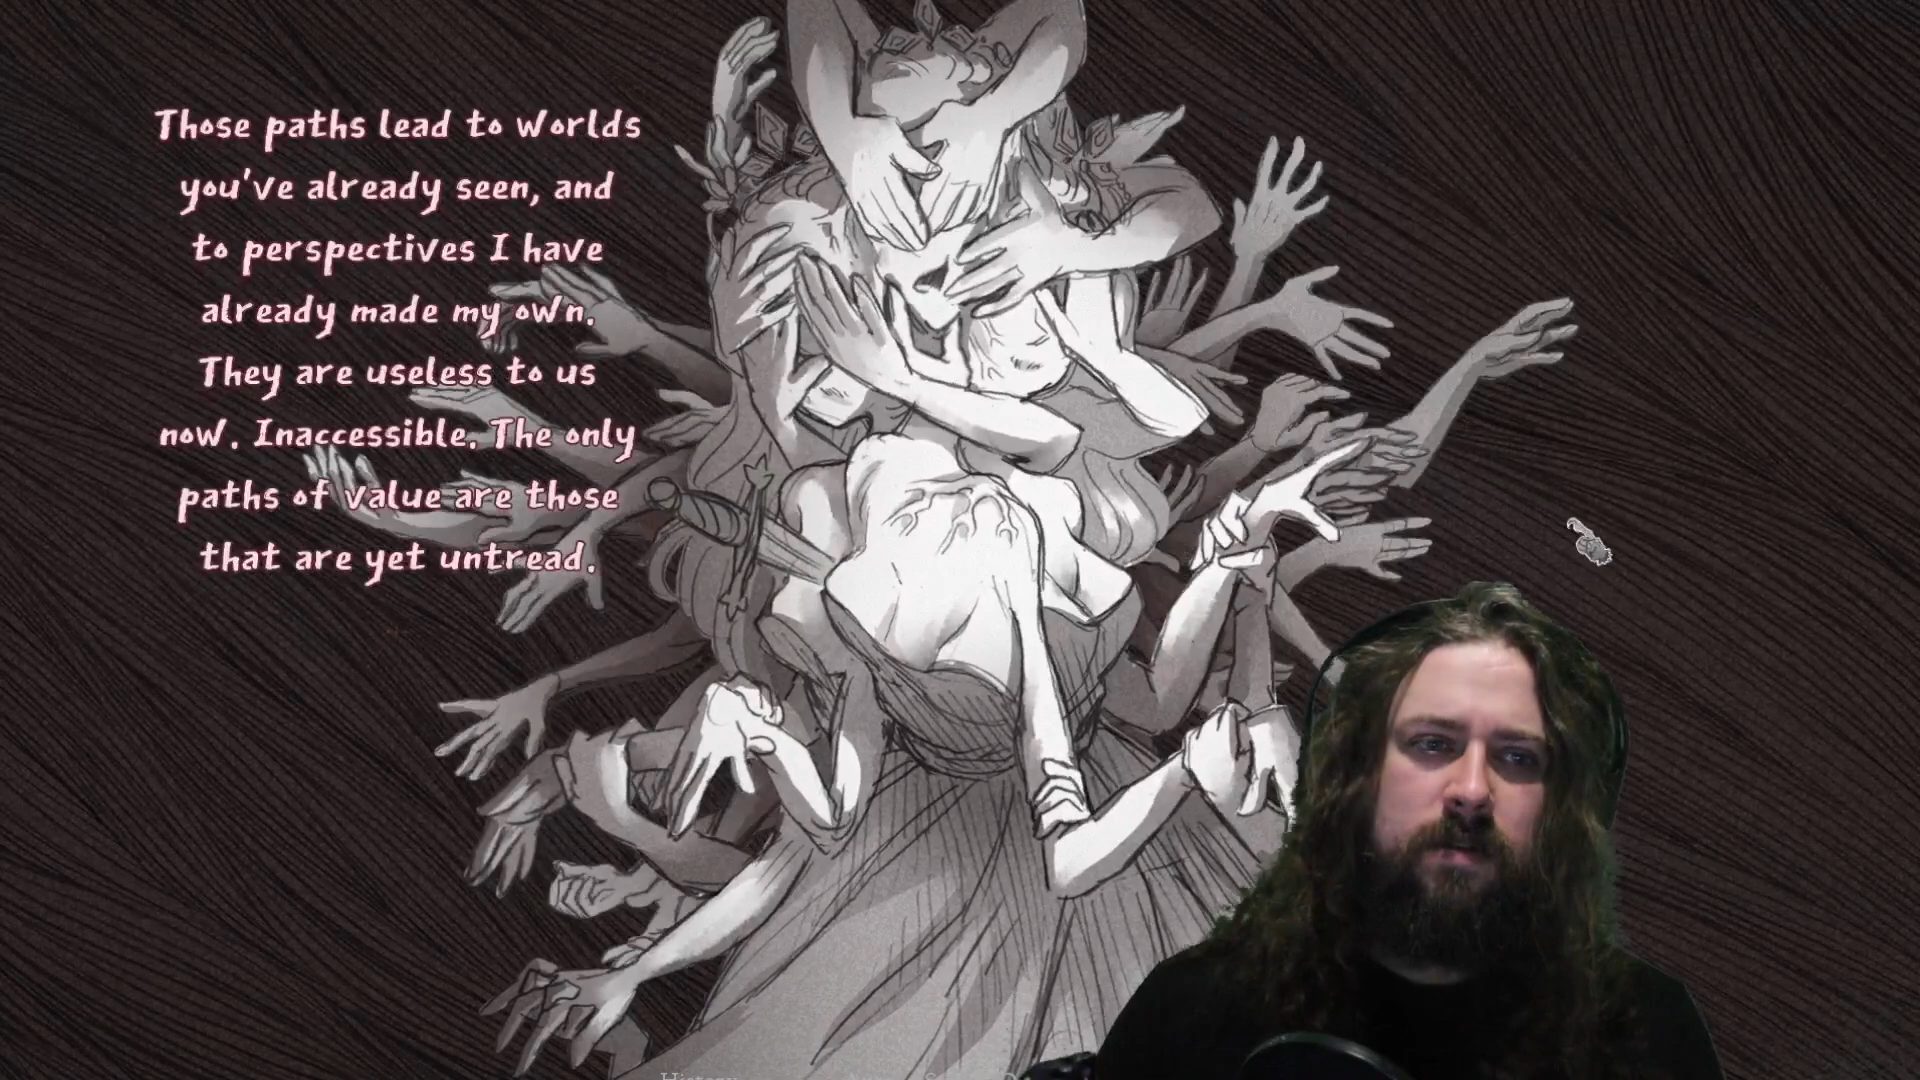 Those paths lead to worlds
you've already seen, and
to perspectives I have
already made my own.
They are useless to us
now. Inaccessible. The only
paths of value are those
that are yet untread.
History